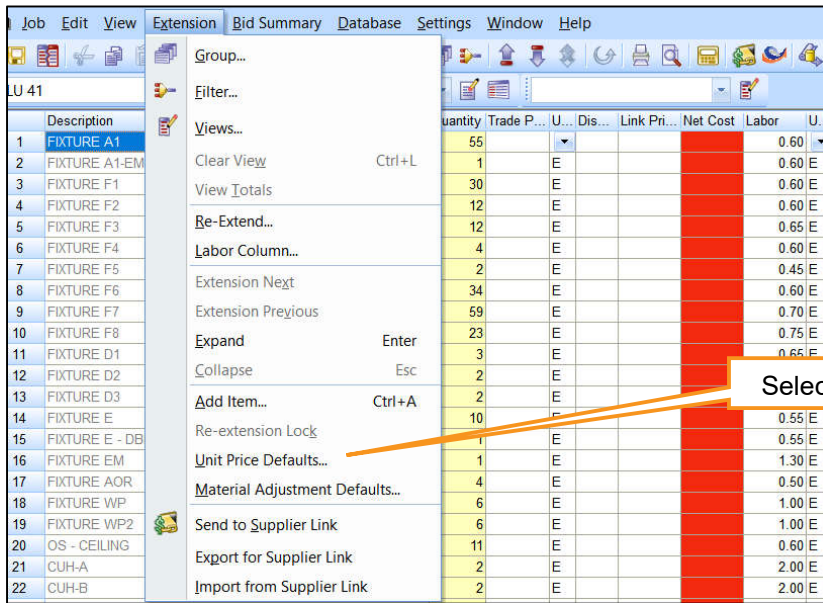 Job Edit View Extension Bid Summary Database Settings Window Help
LU 41
Description uantity Trade P... U... Dis... Link Pri... Net Cost Labor U.
1 FIXTURE A1 55 0.60
2 FIXTURE A1-EM 1 E 0.60 E
3 FIXTURE F1 30 E 0.60 E
4 FIXTURE F2 12 E 0.60 E
5 FIXTURE F3 12 E 0.65 E
6 FIXTURE F4 4 E 0.60 E
7 FIXTURE F5 2 E 0.45 E
8 FIXTURE F6 34 E 0.60 E
9 FIXTURE F7 59 E 0.70 E
10 FIXTURE F8 23 E 0.75 E
11 FIXTURE D1 3 E 0.65 E
12 FIXTURE D2 2 E
13 FIXTURE D3 2 E
14 FIXTURE E 10 E 0.55 E
15 FIXTURE E - DB 1 E 0.55 E
16 FIXTURE EM 1 E 1.30 E
17 FIXTURE AOR 4 E 0.50 E
18 FIXTURE WP 6 E 1.00 E
19 FIXTURE WP2 6 E 1.00 E
20 OS - CEILING 11 E 0.60 E
21 CUH-A 2 E 2.00 E
22 CUH-B 2 E 2.00 E
Group...
Filter...
Views...
Clear View Ctrl+L
View Totals
Re-Extend...
Labor Column...
Extension Next
Extension Previous
Expand Enter
Collapse Esc
Add Item... Ctrl+A
Re-extension Lock
Unit Price Defaults...
Material Adjustment Defaults...
Send to Supplier Link
Export for Supplier Link
Import from Supplier Link
Selec